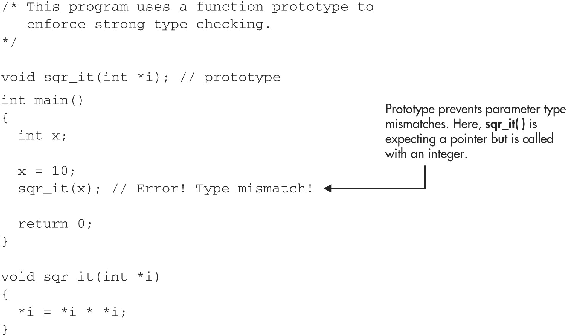 /* This program uses a function prototype to
enforce strong type checking.
*/
void sqr_it(int *i); // prototype
int main()
{
int x;
x = 10;
sqr_it(x); // Error! Type mismatch!
return 0;
}
void sqr it(int *i)
{
*i = *i * *i;
}
Prototype prevents parameter type
mismatches. Here, sqr_it( ) is
expecting a pointer but is called
with an integer.